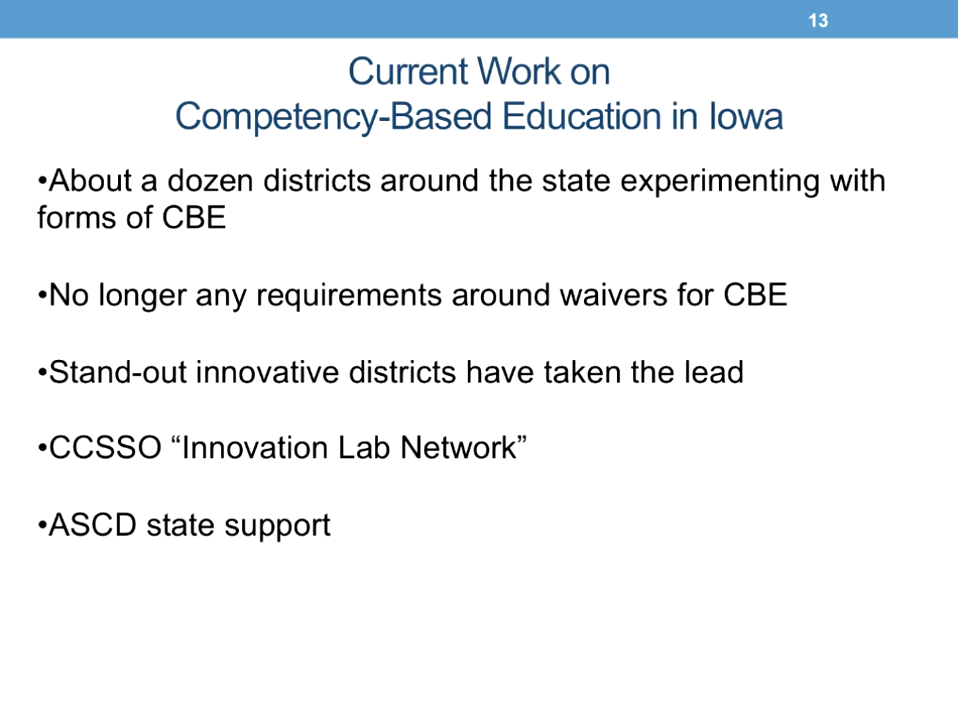 13
Current Work on
Competency-Based Education in Iowa
•About a dozen districts around the state experimenting with
forms of CBE
•No longer any requirements around waivers for CBE
•Stand-out innovative districts have taken the lead
•CCSSO “Innovation Lab Network”
•ASCD state support